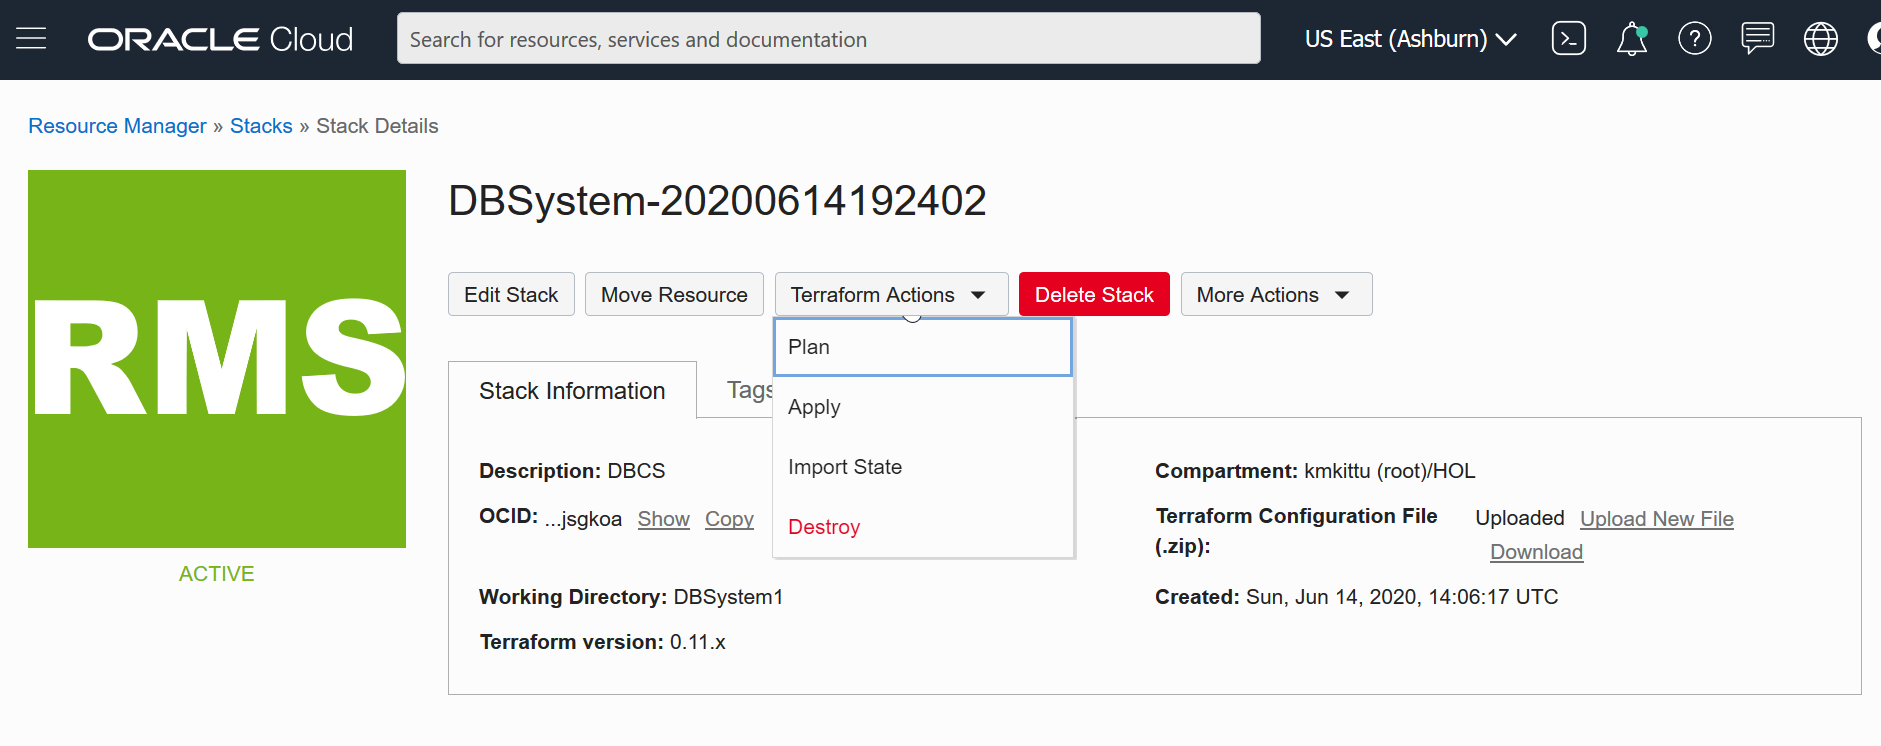 ORACLE Cloud
Search for resources, services and documentation
US East (Ashburn)
Resource Manager » Stacks » Stack Details
RMS
ACTIVE
DBSystem-20200614192402
Edit Stack
Move Resource
Terraform Actions
Delete Stack
More Actions
Plan
Apply
Import State
Destroy
Stack Information
Tags
Description: DBCS
OCID: ...jsgkoa Show Copy
Working Directory: DBSystem1
Terraform version: 0.11.x
Compartment: kmkittu (root)/HOL
Terraform Configuration File Uploaded Upload New File
(.zip): Download
Created: Sun, Jun 14, 2020, 14:06:17 UTC